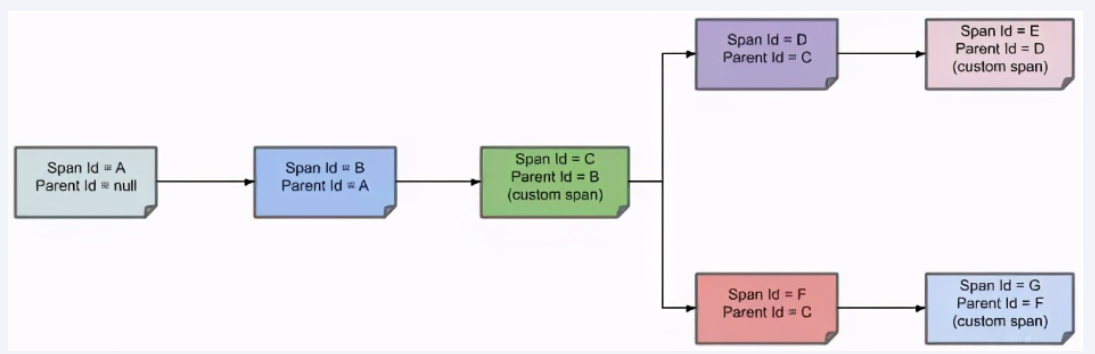 Span Id = A
Parent Id = null
Span Id = B
Parent Id = A
Span Id = C
Parent Id = B
(custom span)
Span Id = D
Parent Id = C
Span Id = E
Parent Id = D
(custom span)
Span Id = F
Parent Id = C
Span Id = G
Parent Id = F
(custom span)